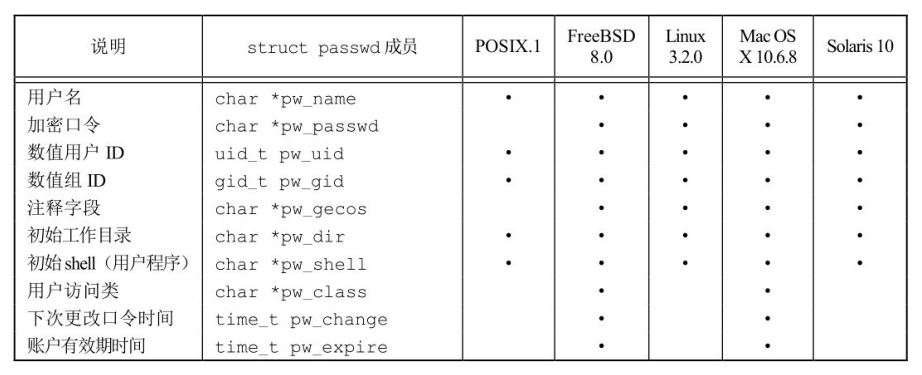 说明 struct passwd 成员 POSIX.1 FreeBSD 8.0 Linux 3.2.0 Mac OS X 10.6.8 Solaris 10
用户名 char *pw_name • • • • •
加密口令 char *pw_passwd • • • •
数值用户 ID uid_t pw_uid • • • • •
数值组 ID gid_t pw_gid • • • • •
注释字段 char *pw_gecos • • • •
初始工作目录 char *pw_dir • • • • •
初始 shell（用户程序） char *pw_shell • • • • •
用户访问类 char *pw_class • •
下次更改口令时间 time_t pw_change • •
账户有效期时间 time_t pw_expire • •